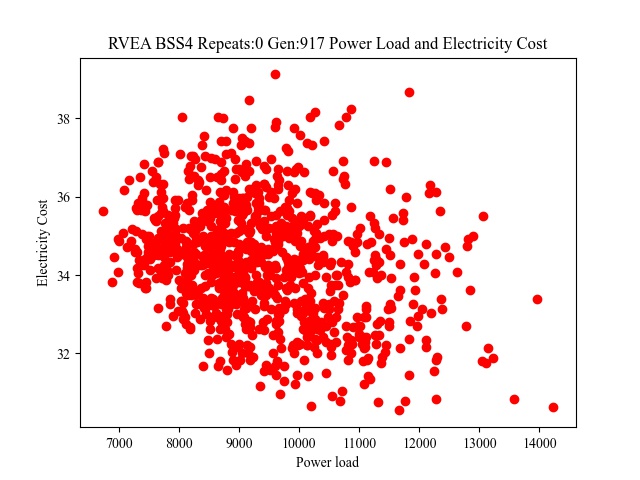 RVEA BSS4 Repeats:0 Gen:917 Power Load and Electricity Cost
38
36
34
32
Electricity Cost
7000 8000 9000 10000 11000 12000 13000 14000
Power load